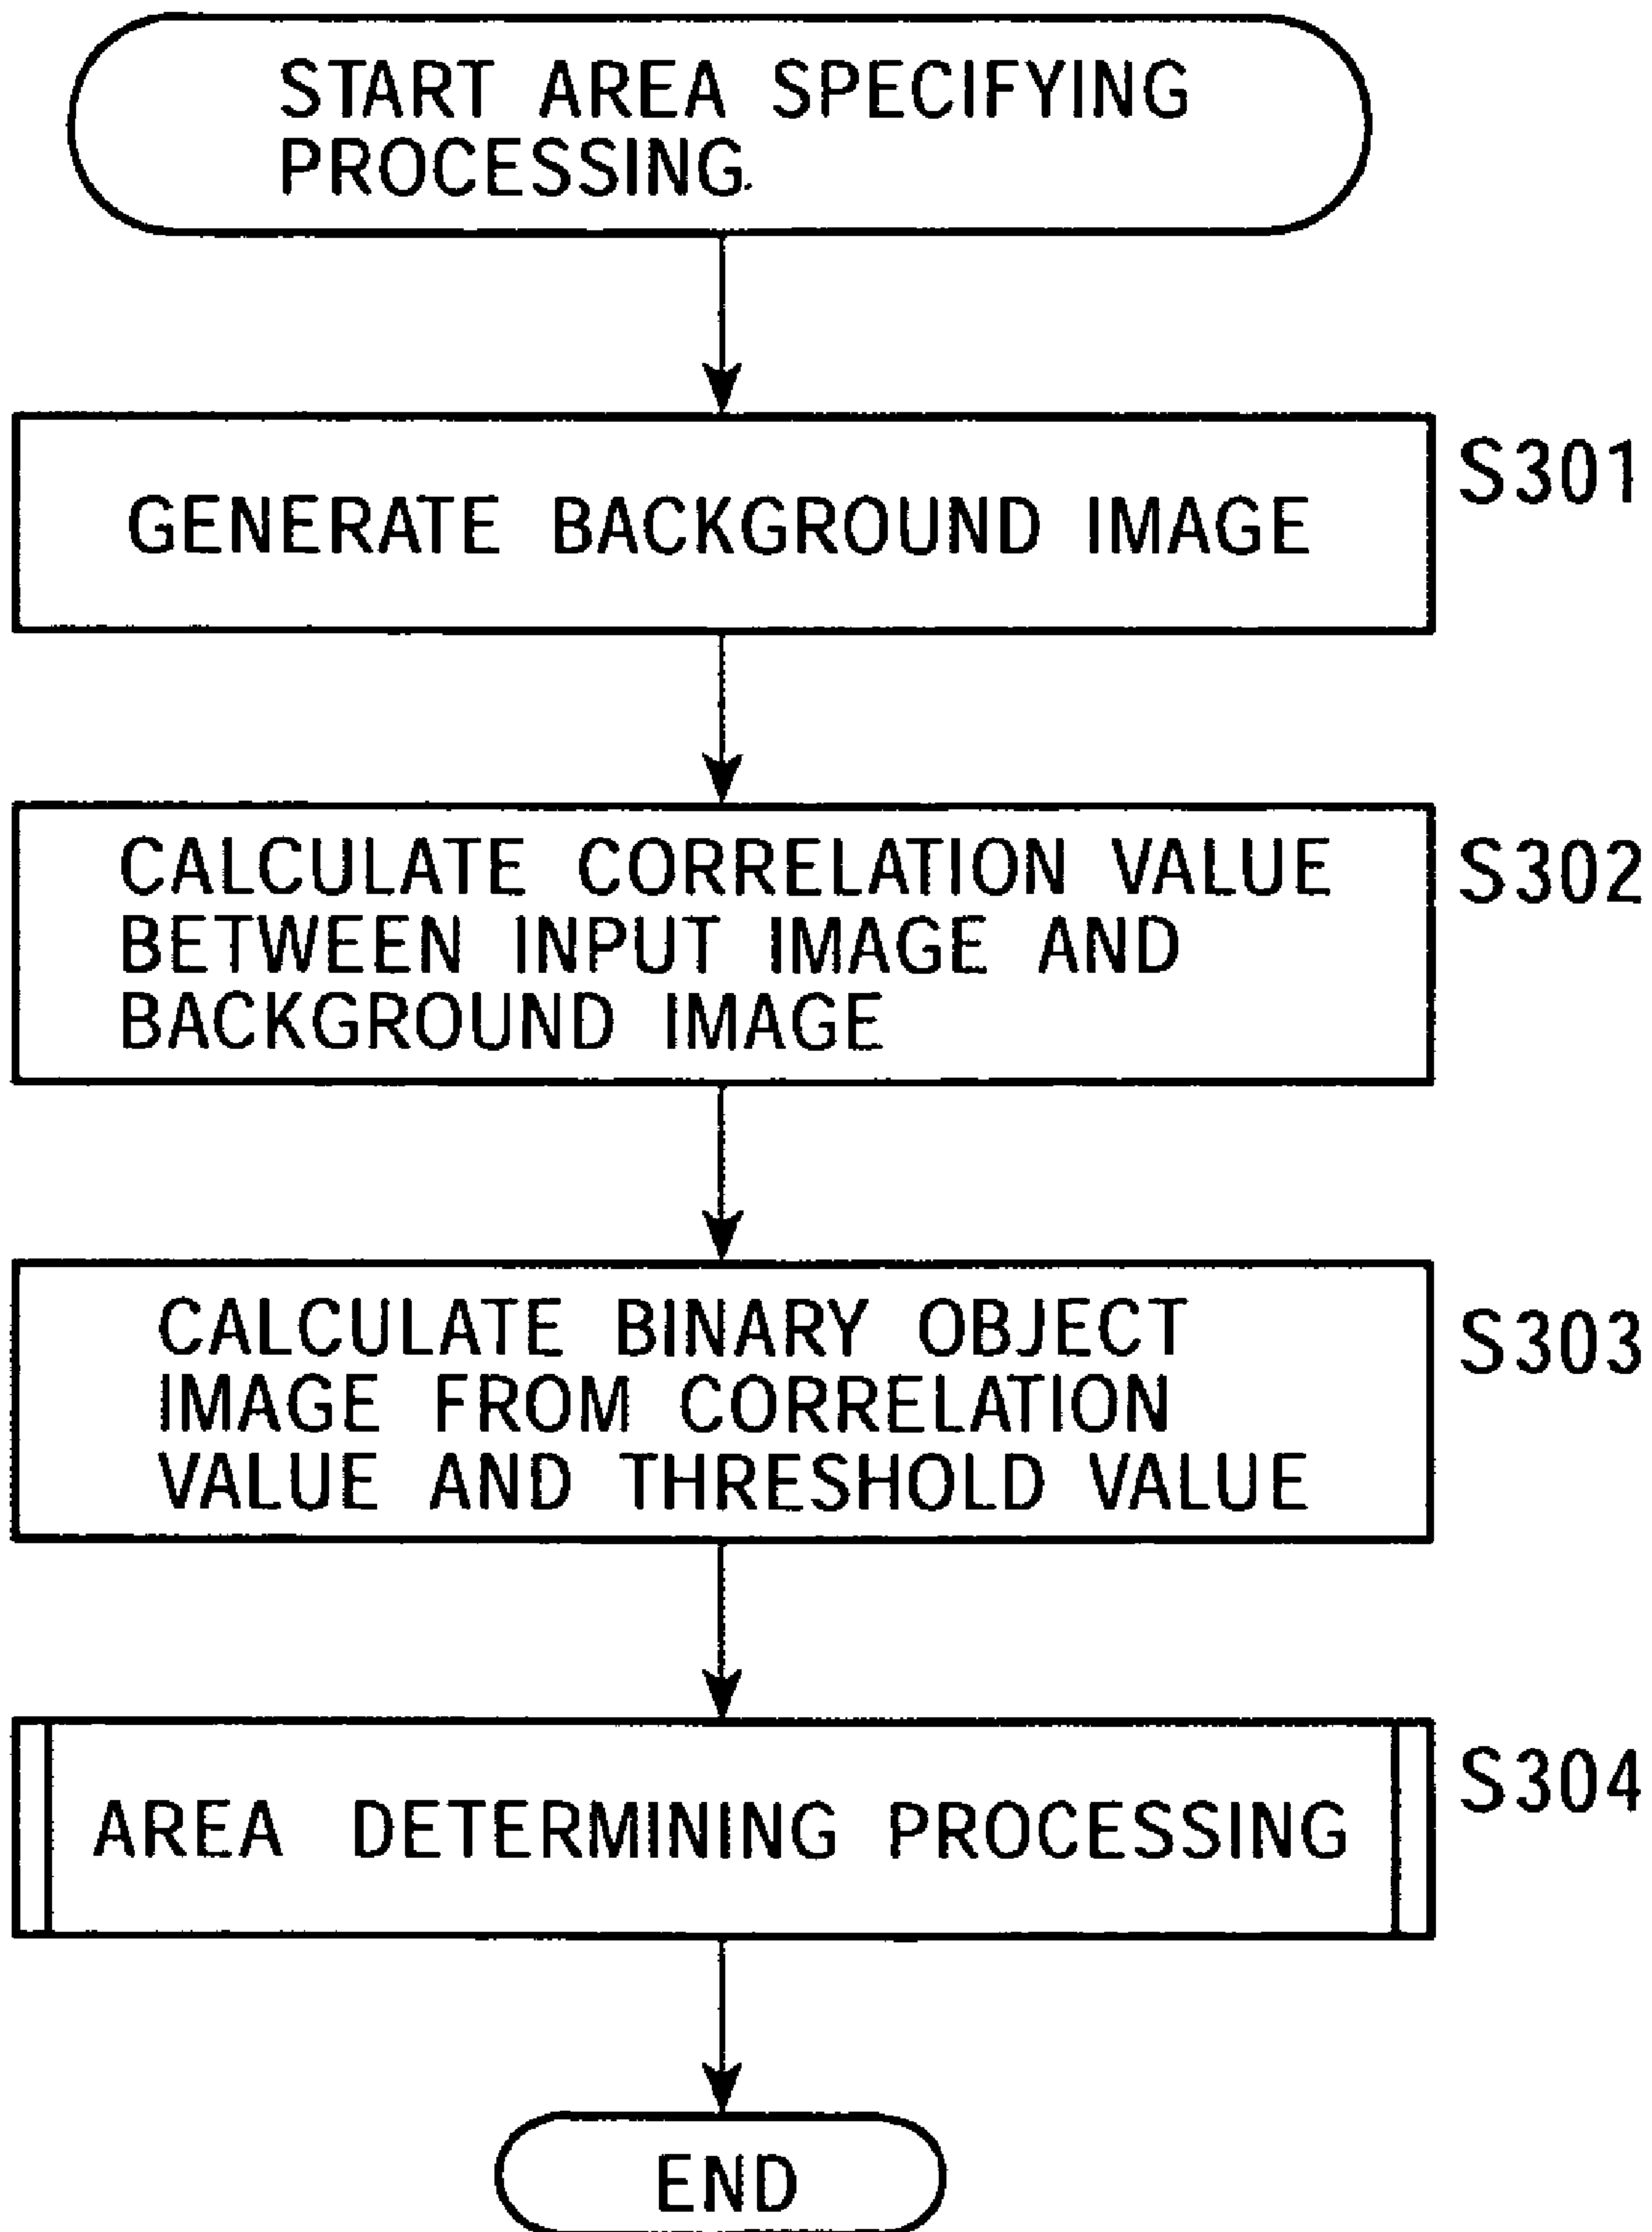 START AREA SPECIFYING
PROCESSING
GENERATE BACKGROUND IMAGE
S301
CALCULATE CORRELATION VALUE
BETWEEN INPUT IMAGE AND
BACKGROUND IMAGE
S302
CALCULATE BINARY OBJECT
IMAGE FROM CORRELATION
VALUE AND THRESHOLD VALUE
S303
AREA DETERMINING PROCESSING
S304
END